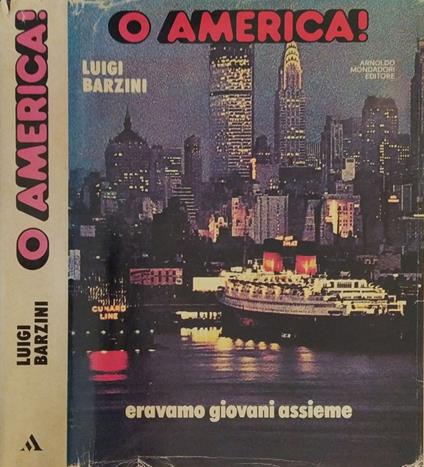 O AMERICA!
LUIGI
BARZINI
O AMERICA!
LUIGI
BARZINI
ARNOLDO
MONDADORI
EDITORE
CUNARD
LINE
eravamo giovani assieme